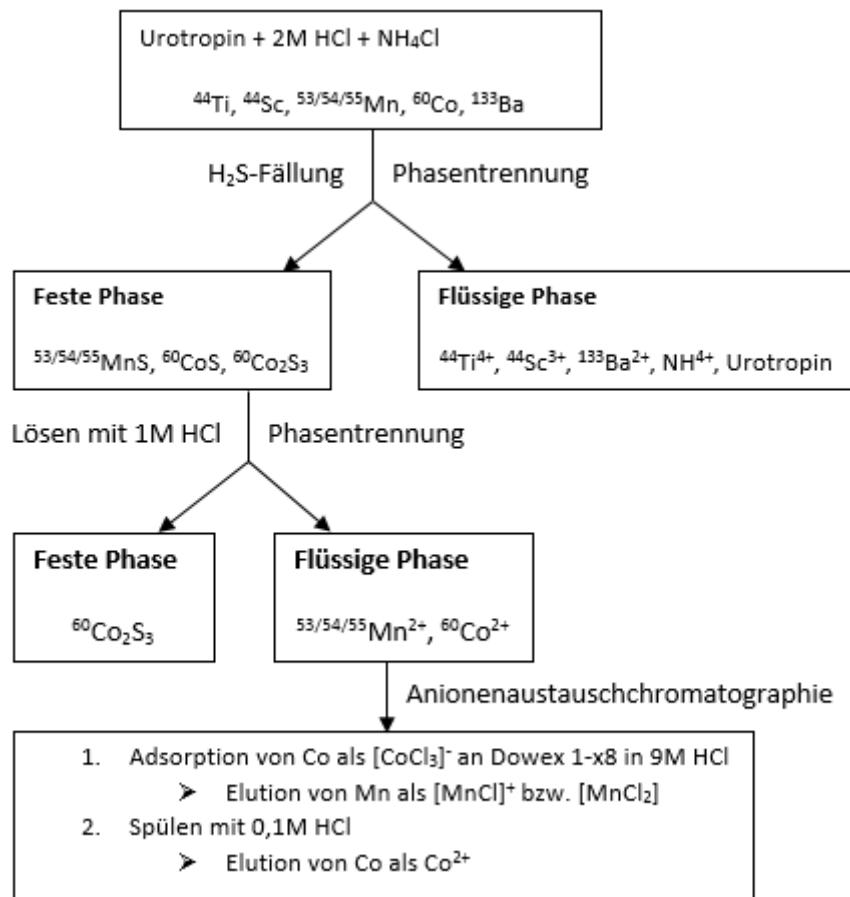 Urotropin + 2M HCl + NH₄Cl
⁴⁴Ti, ⁴⁴Sc, ⁵³/⁵⁴/⁵⁵Mn, ⁶⁰Co, ¹³³Ba
H₂S-Fällung Phasentrennung
Feste Phase
⁵³/⁵⁴/⁵⁵MnS, ⁶⁰CoS, ⁶⁰Co₂S₃
Flüssige Phase
⁴⁴Ti⁴⁺, ⁴⁴Sc³⁺, ¹³³Ba²⁺, NH⁴⁺, Urotropin
Lösen mit 1M HCl Phasentrennung
Feste Phase
⁶⁰Co₂S₃
Flüssige Phase
⁵³/⁵⁴/⁵⁵Mn²⁺, ⁶⁰Co²⁺
Anionenaustauschchromatographie
1. Adsorption von Co als [CoCl₃]⁻ an Dowex 1-x8 in 9M HCl
➢ Elution von Mn als [MnCl]⁺ bzw. [MnCl₂]
2. Spülen mit 0,1M HCl
➢ Elution von Co als Co²⁺